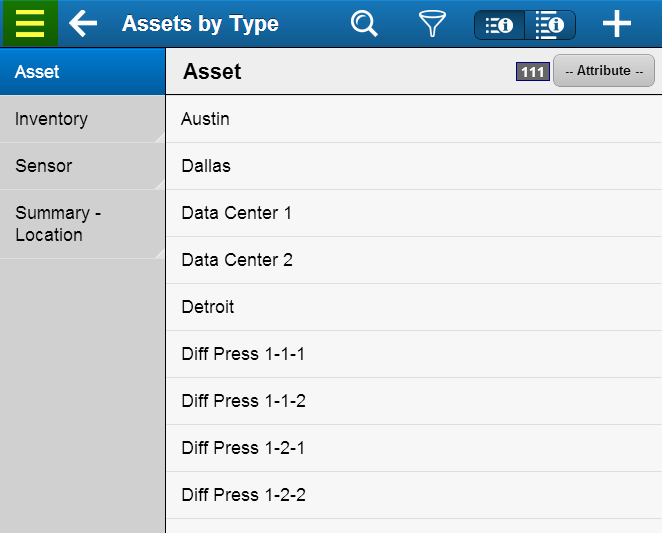 Assets by Type
Asset
Inventory
Sensor
Summary -
Location
Asset
111
-- Attribute --
Austin
Dallas
Data Center 1
Data Center 2
Detroit
Diff Press 1-1-1
Diff Press 1-1-2
Diff Press 1-2-1
Diff Press 1-2-2